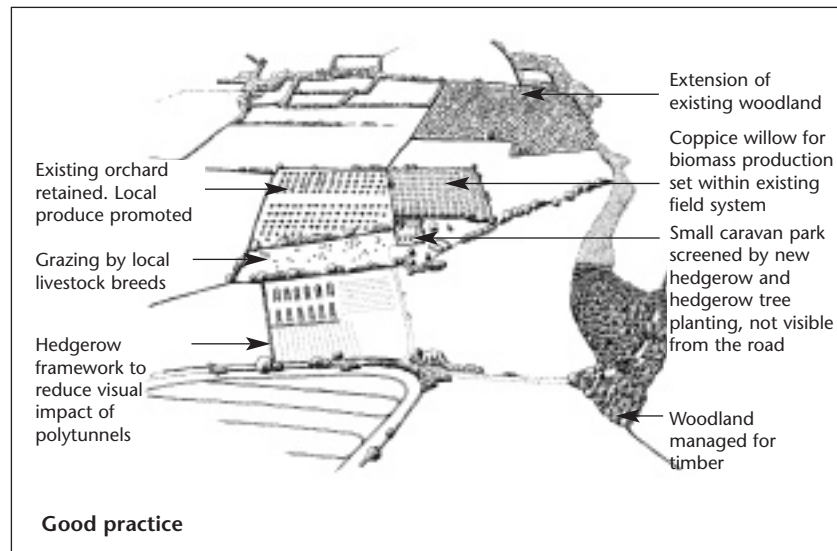 Existing orchard
retained. Local
produce promoted
Grazing by local
livestock breeds
Hedgerow
framework to
reduce visual
impact of
polytunnels
Extension of
existing woodland
Coppice willow for
biomass production
set within existing
field system
Small caravan park
screened by new
hedgerow and
hedgerow tree
planting, not visible
from the road
Woodland
managed for
timber
Good practice